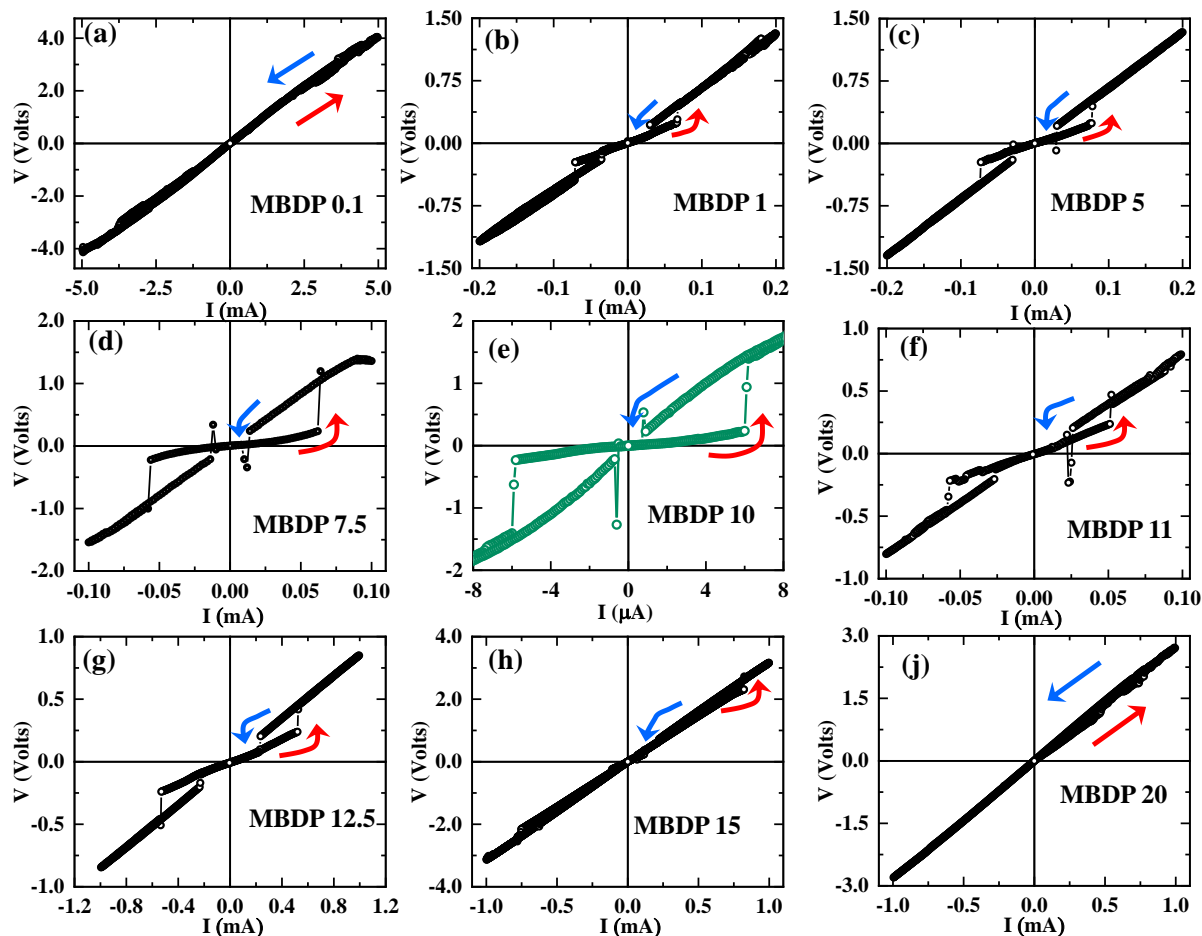 (a)
4.0
2.0
0.0
-2.0
-4.0
V (Volts)
MBDP 0.1
-5.0 -2.5 0.0 2.5 5.0
I (mA)
(b)
1.50
0.75
0.00
-0.75
-1.50
V (Volts)
MBDP 1
-0.2 -0.1 0.0 0.1 0.2
I (mA)
(c)
1.50
0.75
0.00
-0.75
-1.50
V (Volts)
MBDP 5
-0.2 -0.1 0.0 0.1 0.2
I (mA)
(d)
2.0
1.0
0.0
-1.0
-2.0
V (Volts)
MBDP 7.5
-0.10 -0.05 0.00 0.05 0.10
I (mA)
(e)
2
1
0
-1
-2
V (Volts)
MBDP 10
-8 -4 0 4 8
I (μA)
(f)
1.0
0.5
0.0
-0.5
-1.0
V (Volts)
MBDP 11
-0.10 -0.05 0.00 0.05 0.10
I (mA)
(g)
1.0
0.5
0.0
-0.5
-1.0
V (Volts)
MBDP 12.5
-1.2 -0.8 -0.4 0.0 0.4 0.8 1.2
I (mA)
(h)
4.0
2.0
0.0
-2.0
-4.0
V (Volts)
MBDP 15
-1.0 -0.5 0.0 0.5 1.0
I (mA)
(j)
3.0
1.5
0.0
-1.5
-3.0
V (Volts)
MBDP 20
-1.0 -0.5 0.0 0.5 1.0
I (mA)